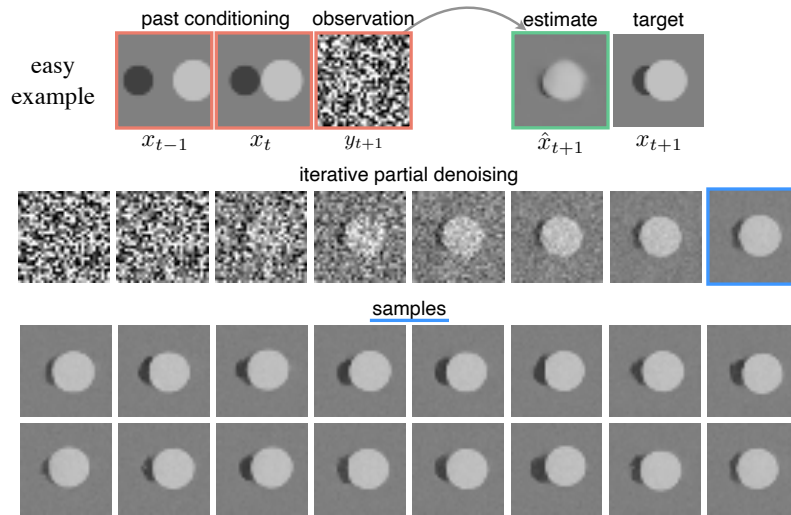 past conditioning observation estimate target
easy
example
x_{t-1} x_t y_{t+1} \hat{x}_{t+1} x_{t+1}
iterative partial denoising
samples